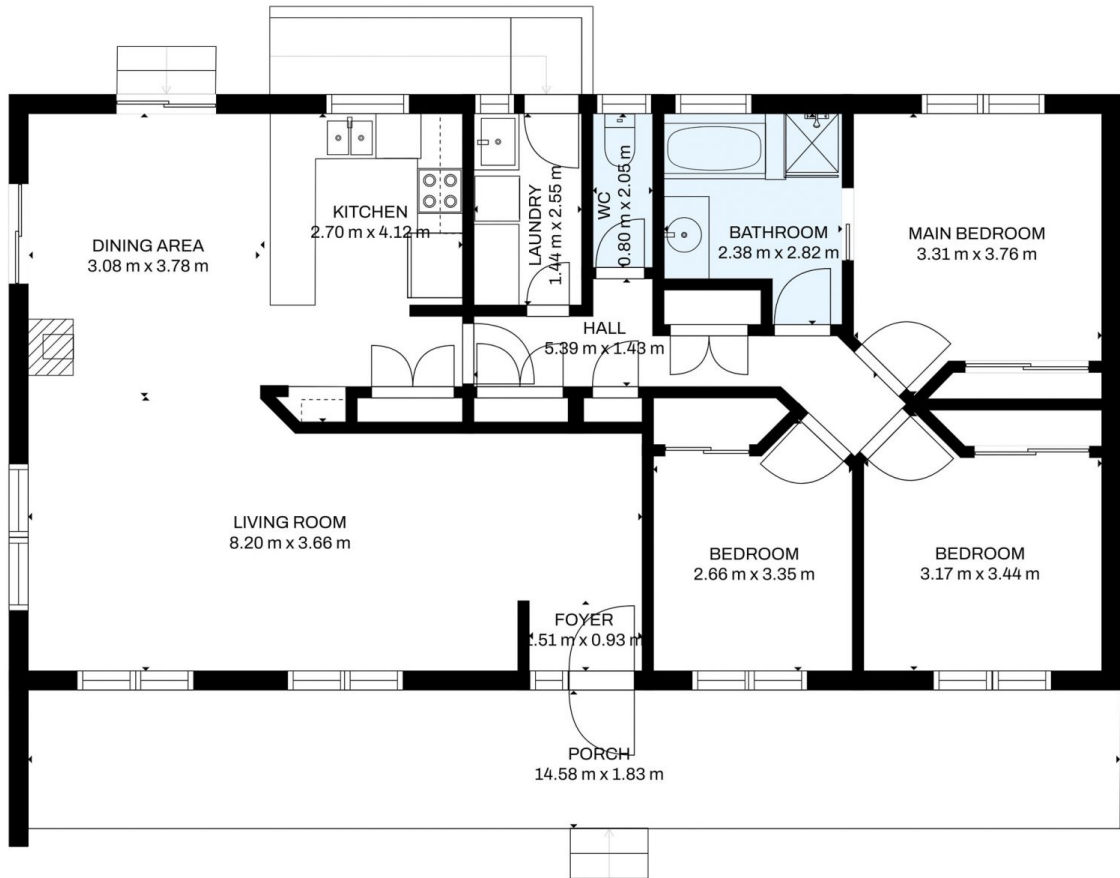 KITCHEN
2.70 m x 4.12 m
DINING AREA
3.08 m x 3.78 m
LAUNDRY
1.44 m x 2.55 m
WC
0.80 m x 2.05 m
BATHROOM
2.38 m x 2.82 m
MAIN BEDROOM
3.31 m x 3.76 m
HALL
5.39 m x 1.43 m
LIVING ROOM
8.20 m x 3.66 m
BEDROOM
2.66 m x 3.35 m
BEDROOM
3.17 m x 3.44 m
FOYER
.51 m x 0.93 m
PORCH
14.58 m x 1.83 m